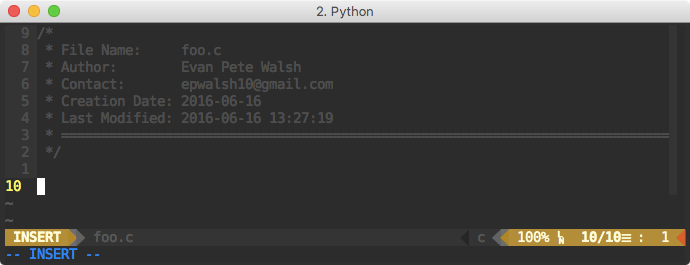 2. Python
9 /*
8  * File Name:     foo.c
7  * Author:        Evan Pete Walsh
6  * Contact:       epwalsh10@gmail.com
5  * Creation Date: 2016-06-16
4  * Last Modified: 2016-06-16 13:27:19
3  * =============================================================================
2  */
1
10
~
~
INSERT foo.c c 100% ␤ 10/10≡ : 1
-- INSERT --